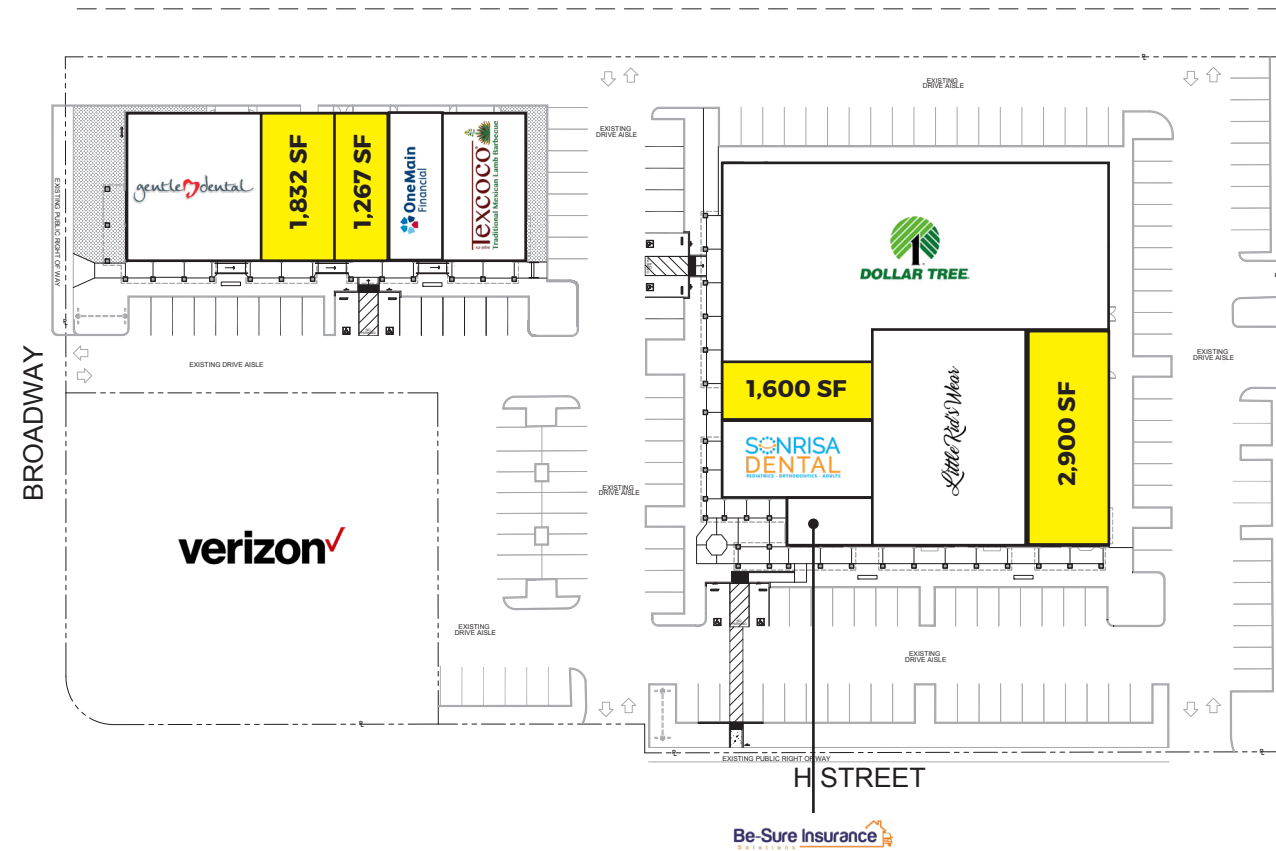 EXISTING
DRIVE AISLE
EXISTING
DRIVE AISLE
EXISTING PUBLIC RIGHT OF WAY
gentle dental
1,832 SF
1,267 SF
OneMain
Financial
Texcoco
Traditional Mexican Lamb Barbecue
DOLLAR TREE
1
EXISTING DRIVE AISLE
EXISTING
DRIVE AISLE
BROADWAY
1,600 SF
SONRISA
DENTAL
PEDIATRICS - ORTHODONTICS - ADULTS
Little Kid's Wear
2,900 SF
EXISTING
DRIVE AISLE
verizon
EXISTING
DRIVE AISLE
EXISTING
DRIVE AISLE
EXISTING PUBLIC RIGHT OF WAY
H STREET
Be-Sure Insurance
Solutions